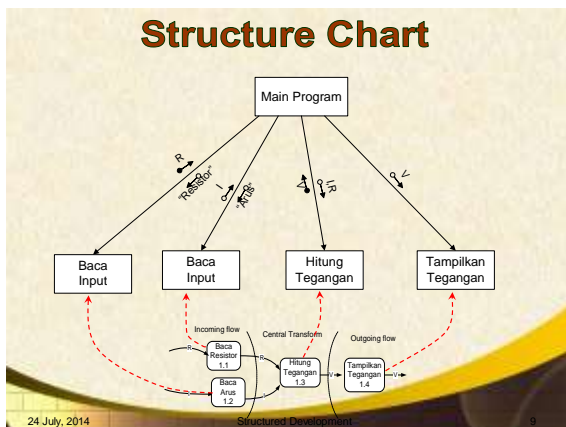 Structure Chart
Main Program
R
"Resistor"
I
"Arus"
V
I,R
V
Baca
Input
Baca
Input
Hitung
Tegangan
Tampilkan
Tegangan
Incoming flow
Central Transform
Outgoing flow
R
Baca
Resistor
1.1
R
Hitung
Tegangan
1.3
V
Tampilkan
Tegangan
1.4
V
Baca
Arus
1.2
24 July, 2014
Structured Development
9